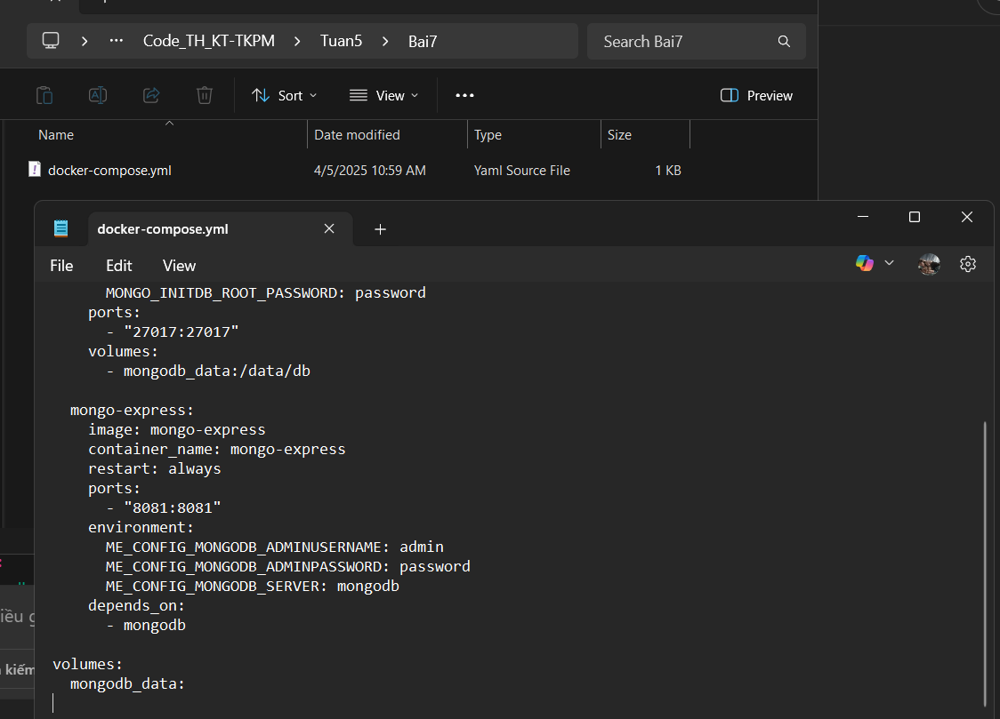 Code_TH_KT-TKPM
Tuan5
Bai7
Search Bai7
Sort
View
Preview
Name
Date modified
Type
Size
docker-compose.yml
4/5/2025 10:59 AM
Yaml Source File
1 KB
docker-compose.yml
File
Edit
View
MONGO_INITDB_ROOT_PASSWORD: password
ports:
- "27017:27017"
volumes:
- mongodb_data:/data/db
mongo-express:
image: mongo-express
container_name: mongo-express
restart: always
ports:
- "8081:8081"
environment:
ME_CONFIG_MONGODB_ADMINUSERNAME: admin
ME_CONFIG_MONGODB_ADMINPASSWORD: password
ME_CONFIG_MONGODB_SERVER: mongodb
depends_on:
- mongodb
volumes:
mongodb_data:
kiếm